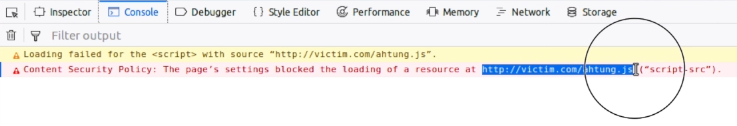 Inspector Console Debugger {} Style Editor Performance Memory Network Storage
Filter output
Loading failed for the <script> with source “http://victim.com/ahtung.js”.
Content Security Policy: The page's settings blocked the loading of a resource at http://victim.com/ahtung.js (“script-src”).